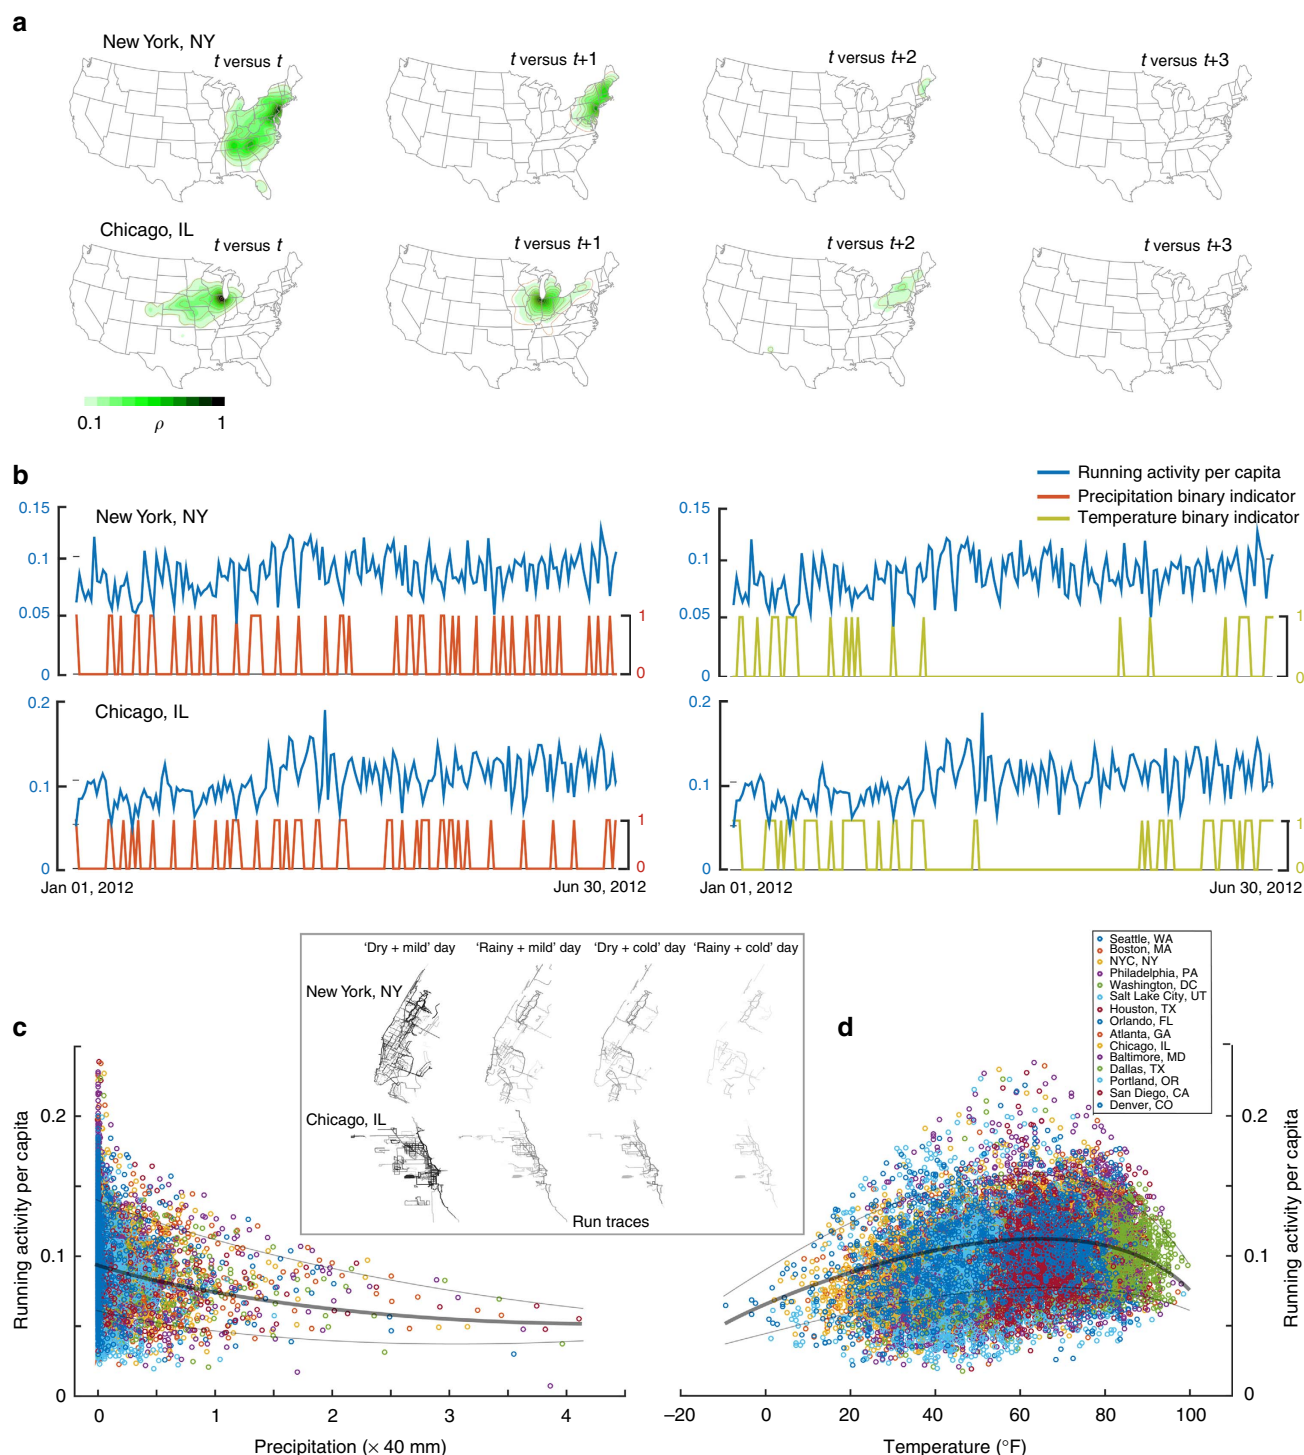 a
New York, NY
t versus t
t versus t+1
t versus t+2
t versus t+3
Chicago, IL
t versus t
t versus t+1
t versus t+2
t versus t+3
0.1 ρ 1
b
Running activity per capita
Precipitation binary indicator
Temperature binary indicator
New York, NY
0.15
0.1
0.05
0
1
0
0.15
0.1
0.05
0
1
0
Chicago, IL
0.2
0.1
0
1
0
Jan 01, 2012
Jun 30, 2012
0.2
0.1
0
1
0
Jan 01, 2012
Jun 30, 2012
'Dry + mild' day
'Rainy + mild' day
'Dry + cold' day
'Rainy + cold' day
New York, NY
Chicago, IL
Run traces
c
Running activity per capita
0.2
0.1
0
0 1 2 3 4
Precipitation (× 40 mm)
d
Seattle, WA
Boston, MA
NYC, NY
Philadelphia, PA
Washington, DC
Salt Lake City, UT
Houston, TX
Orlando, FL
Atlanta, GA
Chicago, IL
Baltimore, MD
Dallas, TX
Portland, OR
San Diego, CA
Denver, CO
0.2
0.1
0
Running activity per capita
–20 0 20 40 60 80 100
Temperature (°F)